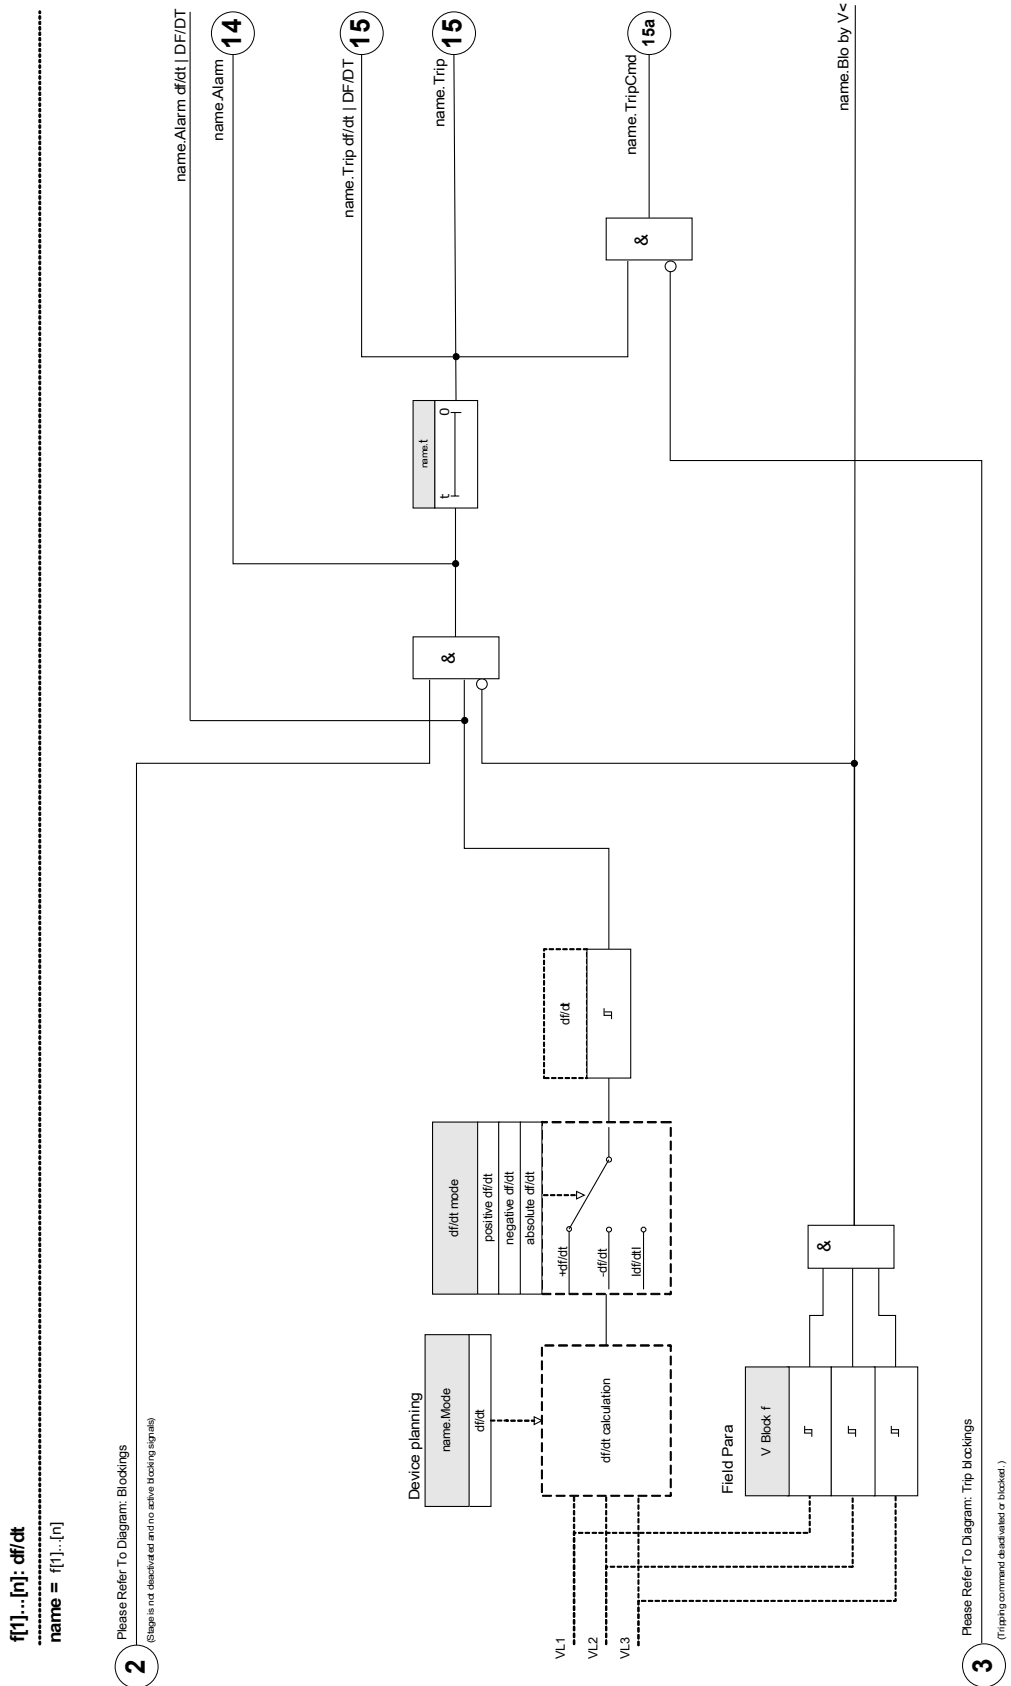 f[1]...[n]: df/dt
name = f[1]...[n]
2
Please Refer To Diagram: Blockings
(Stage is not deactivated and no active blocking signals)
name.Alarm df/dt | DF/DT
name.Alarm
14
name.Trip df/dt | DF/DT
15
name.Trip
15
name.TripCmd
15a
name.Blo by V<
&
name.t
t
0
&
Device planning
name.Mode
df/dt
df/dt mode
positive df/dt
negative df/dt
absolute df/dt
+df/dt
-df/dt
|df/dt|
df/dt
df/dt calculation
VL1
VL2
VL3
Field Para
V Block f
&
3
Please Refer To Diagram: Trip blockings
(Tripping command deactivated or blocked.)